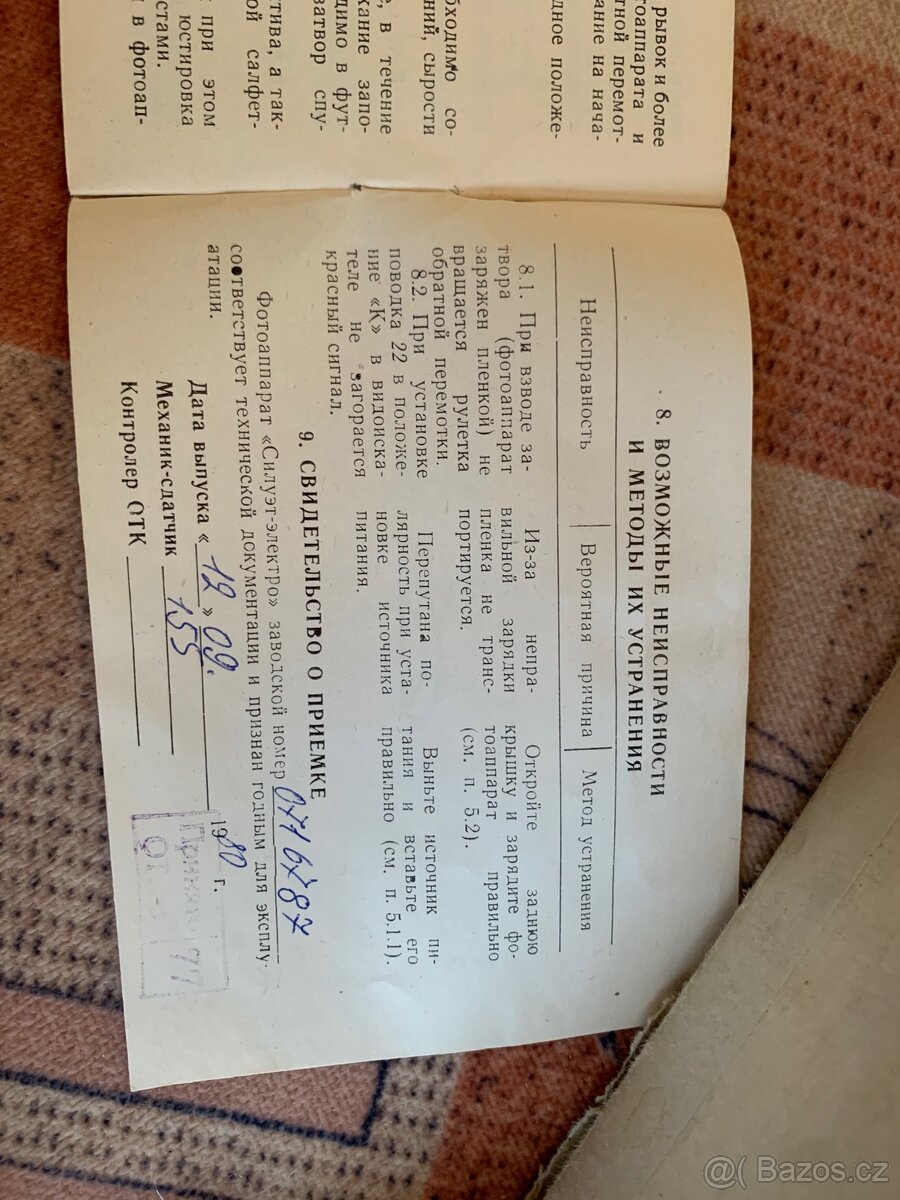 рывок и более
тоаппарата и
тной перемот-
ание на нача-
дное положе-
бходимо со-
ний, сырости
в течение
кание запо-
димо в фут-
затвор спу-
тива, а так-
ой салфет-
при этом
юстировка
стами.
в фотоап-
8. ВОЗМОЖНЫЕ НЕИСПРАВНОСТИ
И МЕТОДЫ ИХ УСТРАНЕНИЯ
Неисправность | Вероятная причина | Метод устранения
8.1. При взводе за-
твора (фотоаппарат
заряжен пленкой) не
вращается рулетка
обратной перемотки.
Из-за непра-
вильной зарядки
пленка не транс-
портируется.
Откройте заднюю
крышку и зарядите фо-
тоаппарат правильно
(см. п. 5.2).
8.2. При установке
поводка 22 в положе-
ние «К» в видоиска-
теле не загорается
красный сигнал.
Перепутана по-
лярность при уста-
новке источника
питания.
Выньте источник пи-
тания и вставьте его
правильно (см. п. 5.1.1).
9. СВИДЕТЕЛЬСТВО О ПРИЕМКЕ
Фотоаппарат «Силуэт-электро» заводской номер 0716787
соответствует технической документации и признан годным для эксплу-
атации.
Дата выпуска «12» 09. 1980 г.
Механик-сдатчик 155
Контролер ОТК
77
@( Bazos.cz